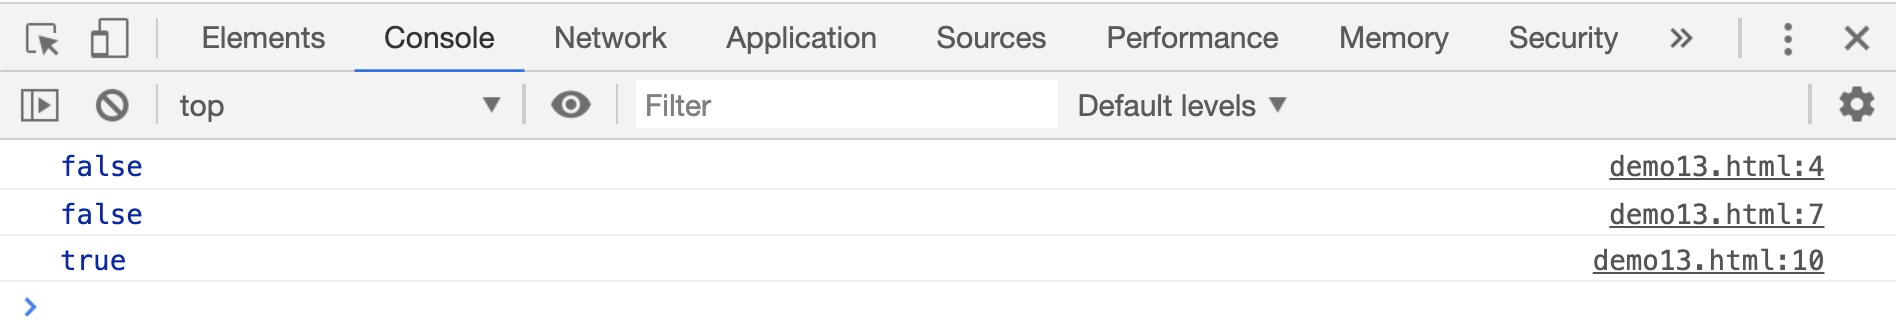 Elements Console Network Application Sources Performance Memory Security
top Filter Default levels
false demo13.html:4
false demo13.html:7
true demo13.html:10